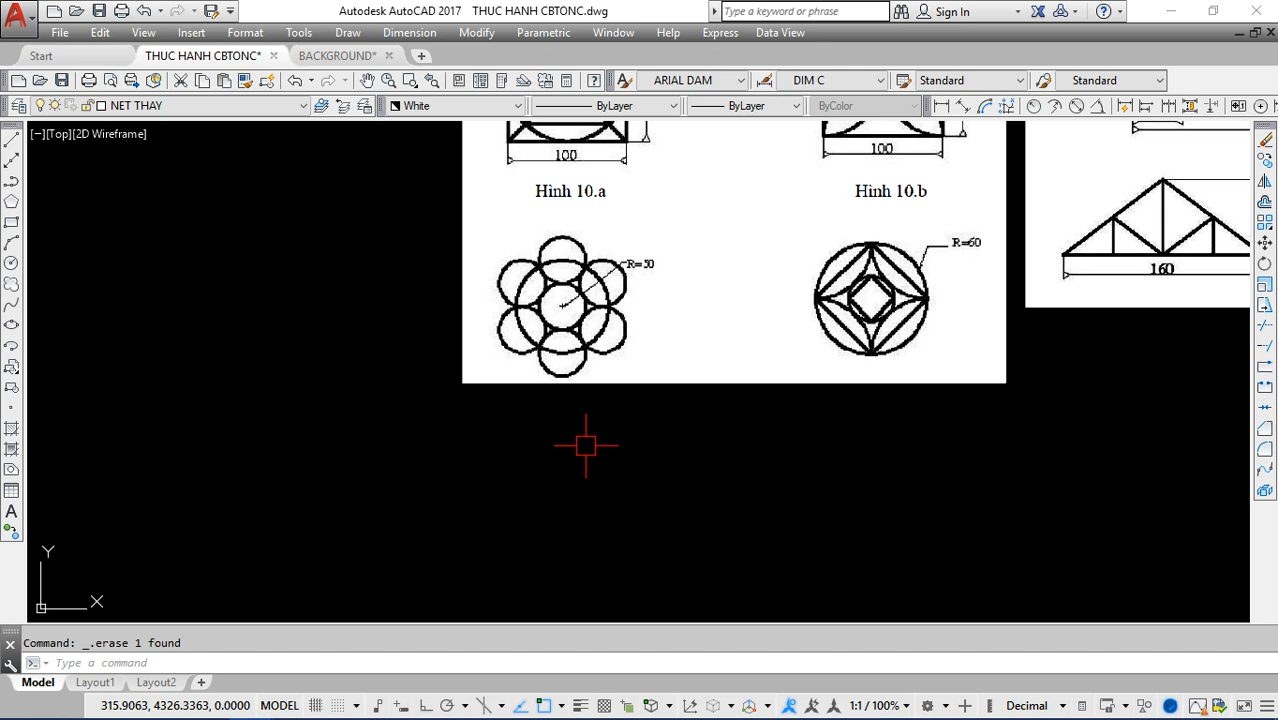 Autodesk AutoCAD 2017 THUC HANH CBTONC.dwg
Type a keyword or phrase
Sign In
File Edit View Insert Format Tools Draw Dimension Modify Parametric Window Help Express Data View
Start THUC HANH CBTONC* BACKGROUND*
ARIAL DAM DIM C Standard Standard
NET THAY White ByLayer ByLayer ByColor
[−][Top][2D Wireframe]
100 100
Hình 10.a Hình 10.b
R=50 R=60
160
Y
X
Command: _.erase 1 found
Type a command
Model Layout1 Layout2
315.9063, 4326.3363, 0.0000 MODEL 1:1 / 100% Decimal